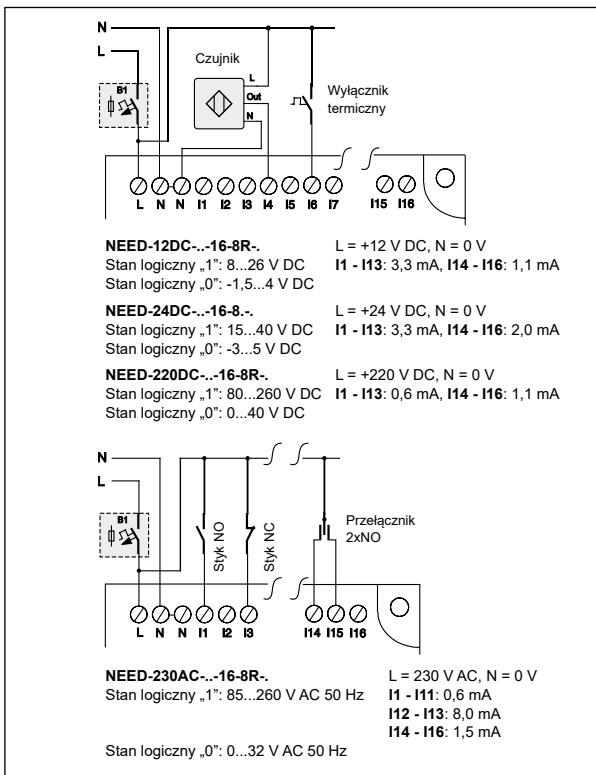 N
L
B1
Czujnik
L
Out
N
Wyłącznik
termiczny
L N N I1 I2 I3 I4 I5 I6 I7 I15 I16
NEED-12DC-..-16-8R-. L = +12 V DC, N = 0 V
Stan logiczny „1”: 8...26 V DC I1 - I13: 3,3 mA, I14 - I16: 1,1 mA
Stan logiczny „0”: -1,5...4 V DC
NEED-24DC-..-16-8.-. L = +24 V DC, N = 0 V
Stan logiczny „1”: 15...40 V DC I1 - I13: 3,3 mA, I14 - I16: 2,0 mA
Stan logiczny „0”: -3...5 V DC
NEED-220DC-..-16-8R-. L = +220 V DC, N = 0 V
Stan logiczny „1”: 80...260 V DC I1 - I13: 0,6 mA, I14 - I16: 1,1 mA
Stan logiczny „0”: 0...40 V DC
N
L
B1
Styk NO
Styk NC
Przełącznik
2xNO
L N N I1 I2 I3 I14 I15 I16
NEED-230AC-..-16-8R-. L = 230 V AC, N = 0 V
Stan logiczny „1”: 85...260 V AC 50 Hz I1 - I11: 0,6 mA
I12 - I13: 8,0 mA
I14 - I16: 1,5 mA
Stan logiczny „0”: 0...32 V AC 50 Hz